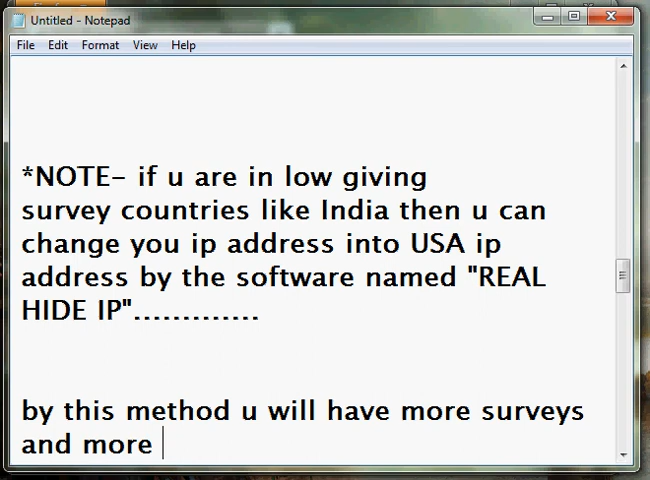 Untitled - Notepad
File Edit Format View Help
*NOTE- if u are in low giving
survey countries like India then u can
change you ip address into USA ip
address by the software named "REAL
HIDE IP".............
by this method u will have more surveys
and more